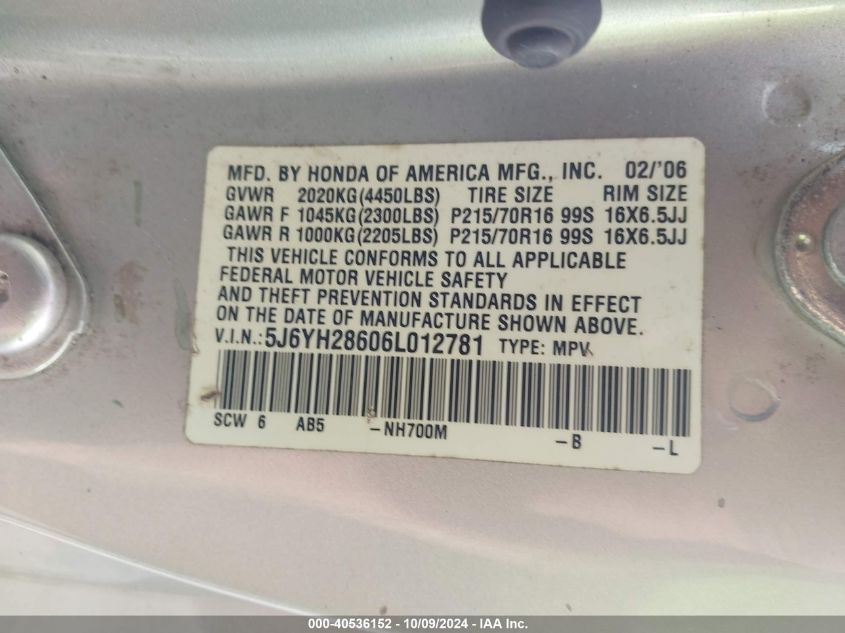 MFD. BY HONDA OF AMERICA MFG., INC. 02/'06
GVWR 2020KG(4450LBS) TIRE SIZE RIM SIZE
GAWR F 1045KG(2300LBS) P215/70R16 99S 16X6.5JJ
GAWR R 1000KG(2205LBS) P215/70R16 99S 16X6.5JJ
THIS VEHICLE CONFORMS TO ALL APPLICABLE
FEDERAL MOTOR VEHICLE SAFETY
AND THEFT PREVENTION STANDARDS IN EFFECT
ON THE DATE OF MANUFACTURE SHOWN ABOVE.
V.I.N.:5J6YH28606L012781 TYPE: MPV
SCW 6 AB5 -NH700M -B -L
000-40536152 - 10/09/2024 - IAA Inc.